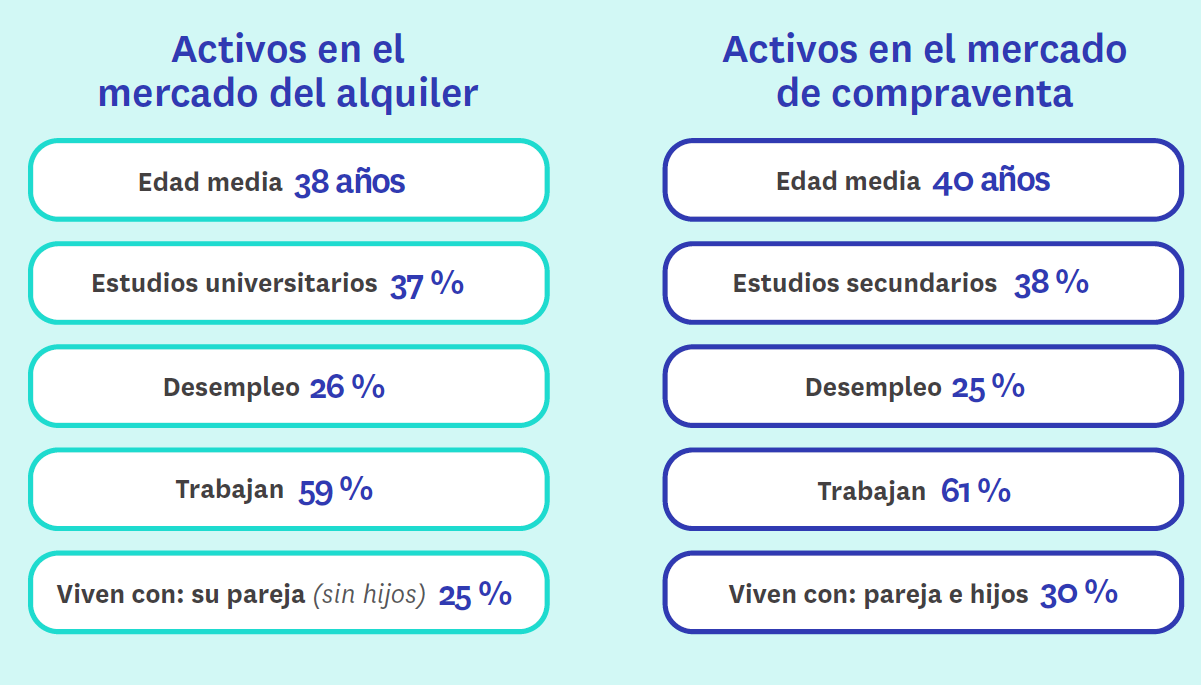 Activos en el
mercado del alquiler
Edad media 38 años
Estudios universitarios 37 %
Desempleo 26 %
Trabajan 59 %
Viven con: su pareja (sin hijos) 25 %
Activos en el mercado
de compraventa
Edad media 40 años
Estudios secundarios 38 %
Desempleo 25 %
Trabajan 61 %
Viven con: pareja e hijos 30 %